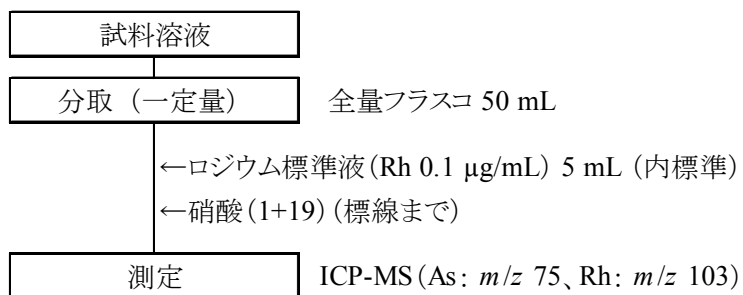 試料溶液
分取（一定量） 全量フラスコ 50 mL
←ロジウム標準液（Rh 0.1 µg/mL） 5 mL （内標準）
←硝酸（1+19）（標線まで）
測定 ICP-MS（As： m/z 75、Rh： m/z 103）